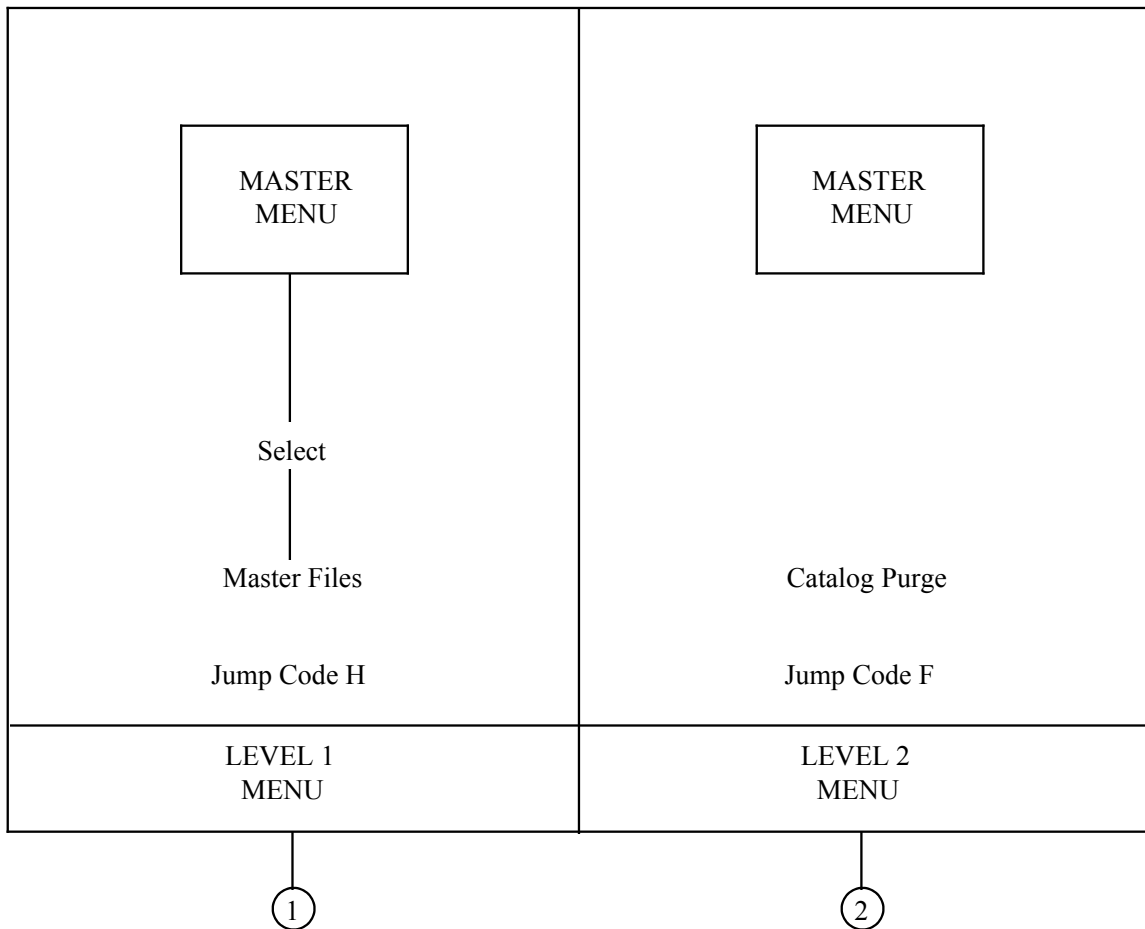 MASTER
MENU
Select
Master Files
Jump Code H
LEVEL 1
MENU
1
MASTER
MENU
Catalog Purge
Jump Code F
LEVEL 2
MENU
2